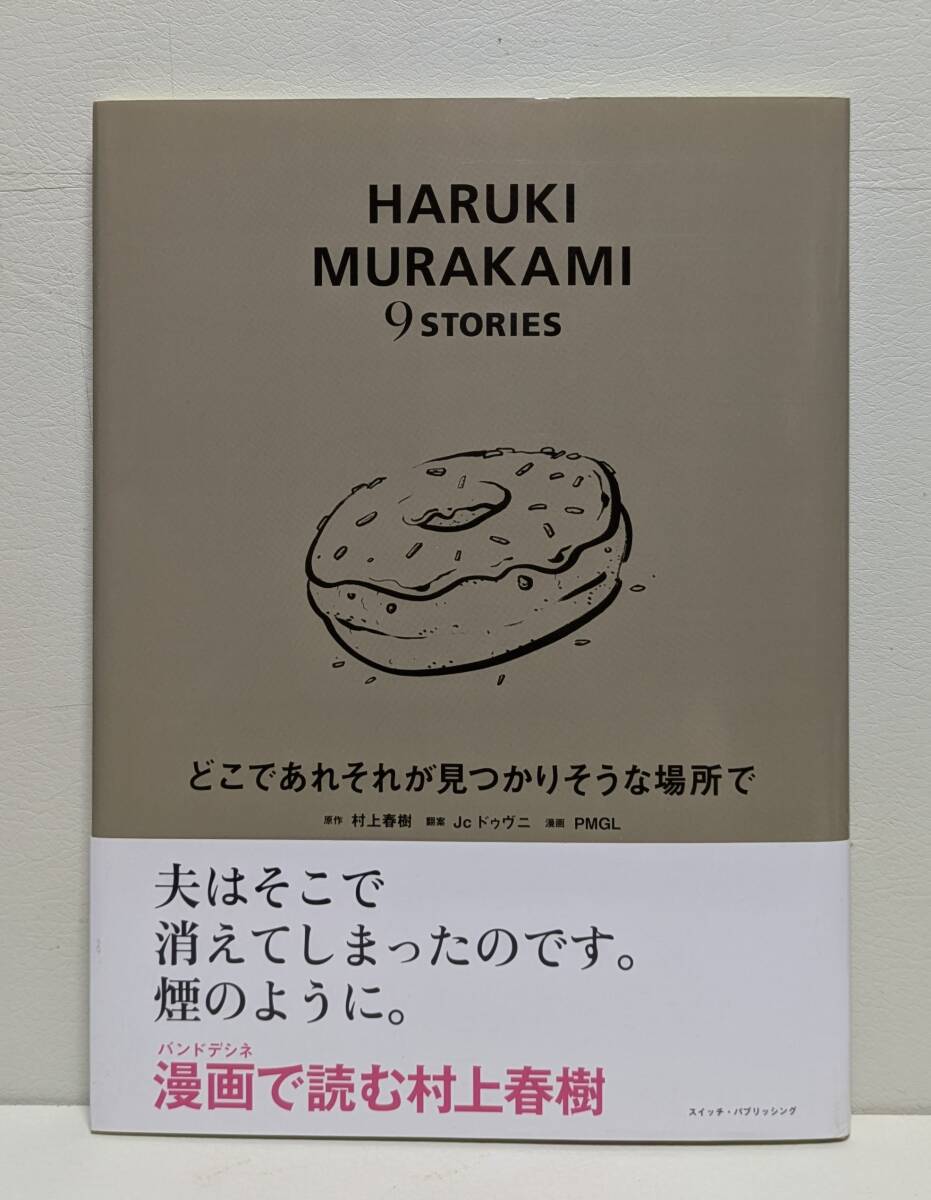 HARUKI
MURAKAMI
9 STORIES
どこであれそれが見つかりそうな場所で
原作 村上春樹 翻案 Jc ドゥヴニ 漫画 PMGL
夫はそこで
消えてしまったのです。
煙のように。
バンドデシネ
漫画で読む村上春樹
スイッチ・パブリッシング